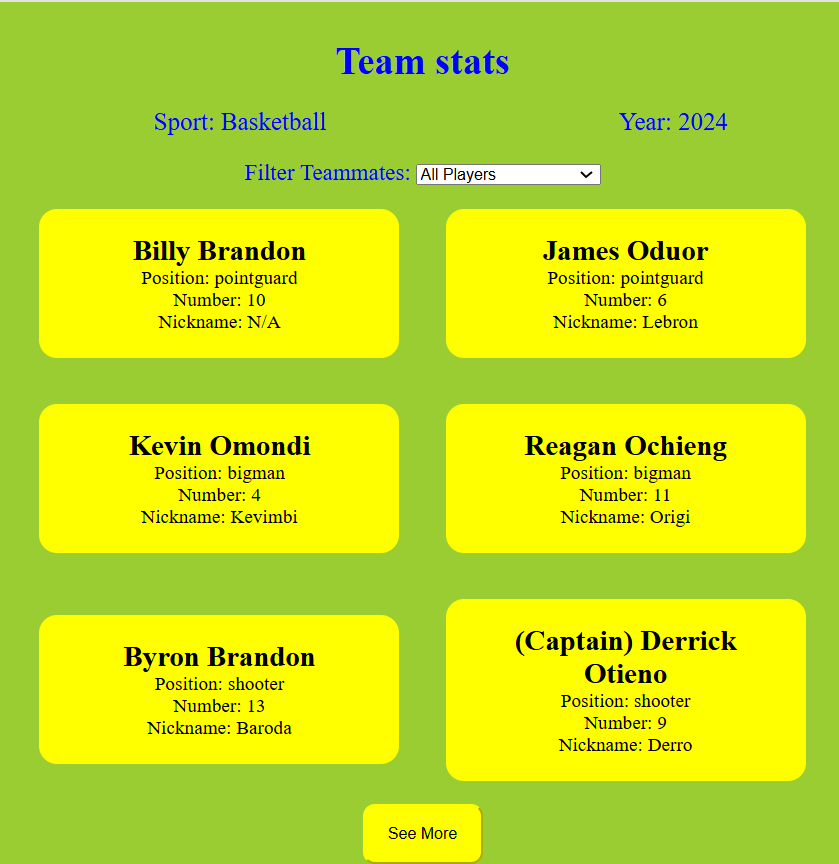 Team stats
Sport: Basketball
Year: 2024
Filter Teammates: All Players
Billy Brandon
Position: pointguard
Number: 10
Nickname: N/A
James Oduor
Position: pointguard
Number: 6
Nickname: Lebron
Kevin Omondi
Position: bigman
Number: 4
Nickname: Kevimbi
Reagan Ochieng
Position: bigman
Number: 11
Nickname: Origi
Byron Brandon
Position: shooter
Number: 13
Nickname: Baroda
(Captain) Derrick
Otieno
Position: shooter
Number: 9
Nickname: Derro
See More